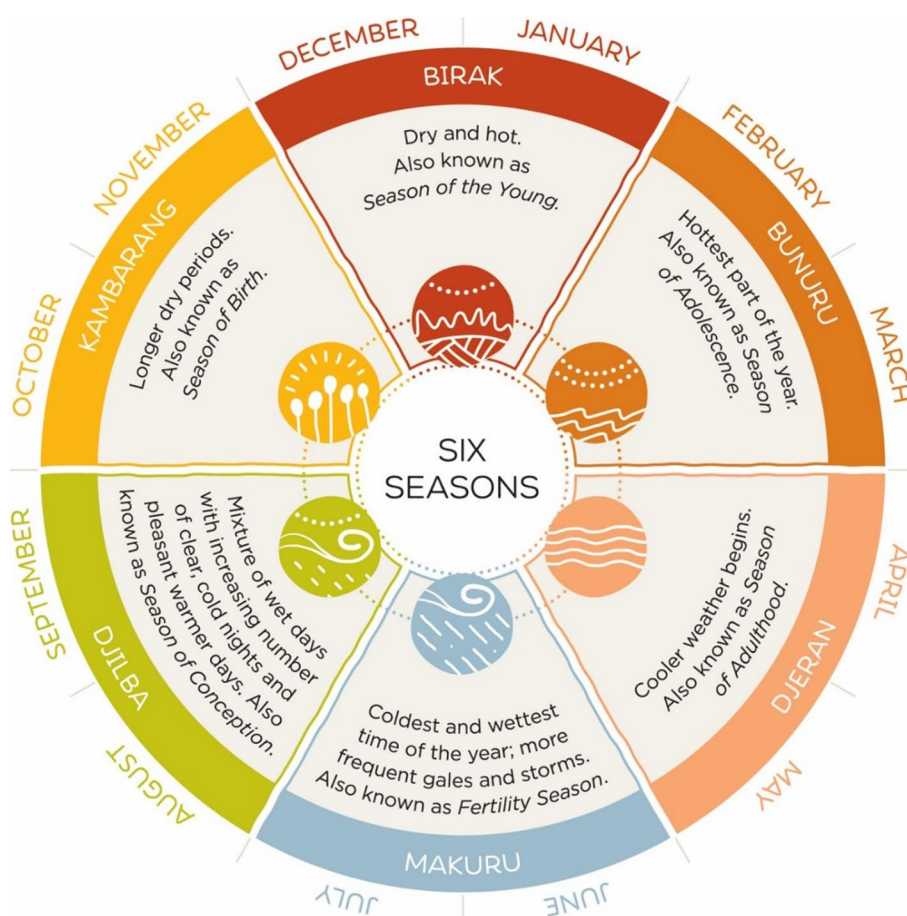 DECEMBER
JANUARY
BIRAK
Dry and hot.
Also known as
Season of the Young.
FEBRUARY
MARCH
BUNURU
Hottest part of the year.
Also known as Season
of Adolescence.
APRIL
MAY
DJERAN
Cooler weather begins.
Also known as Season
of Adulthood.
JUNE
JULY
MAKURU
Coldest and wettest
time of the year; more
frequent gales and storms.
Also known as Fertility Season.
AUGUST
SEPTEMBER
DJILBA
Mixture of wet days
with increasing number
of clear, cold nights and
pleasant warmer days. Also
known as Season of Conception.
OCTOBER
NOVEMBER
KAMBARANG
Longer dry periods.
Also known as
Season of Birth.
SIX
SEASONS